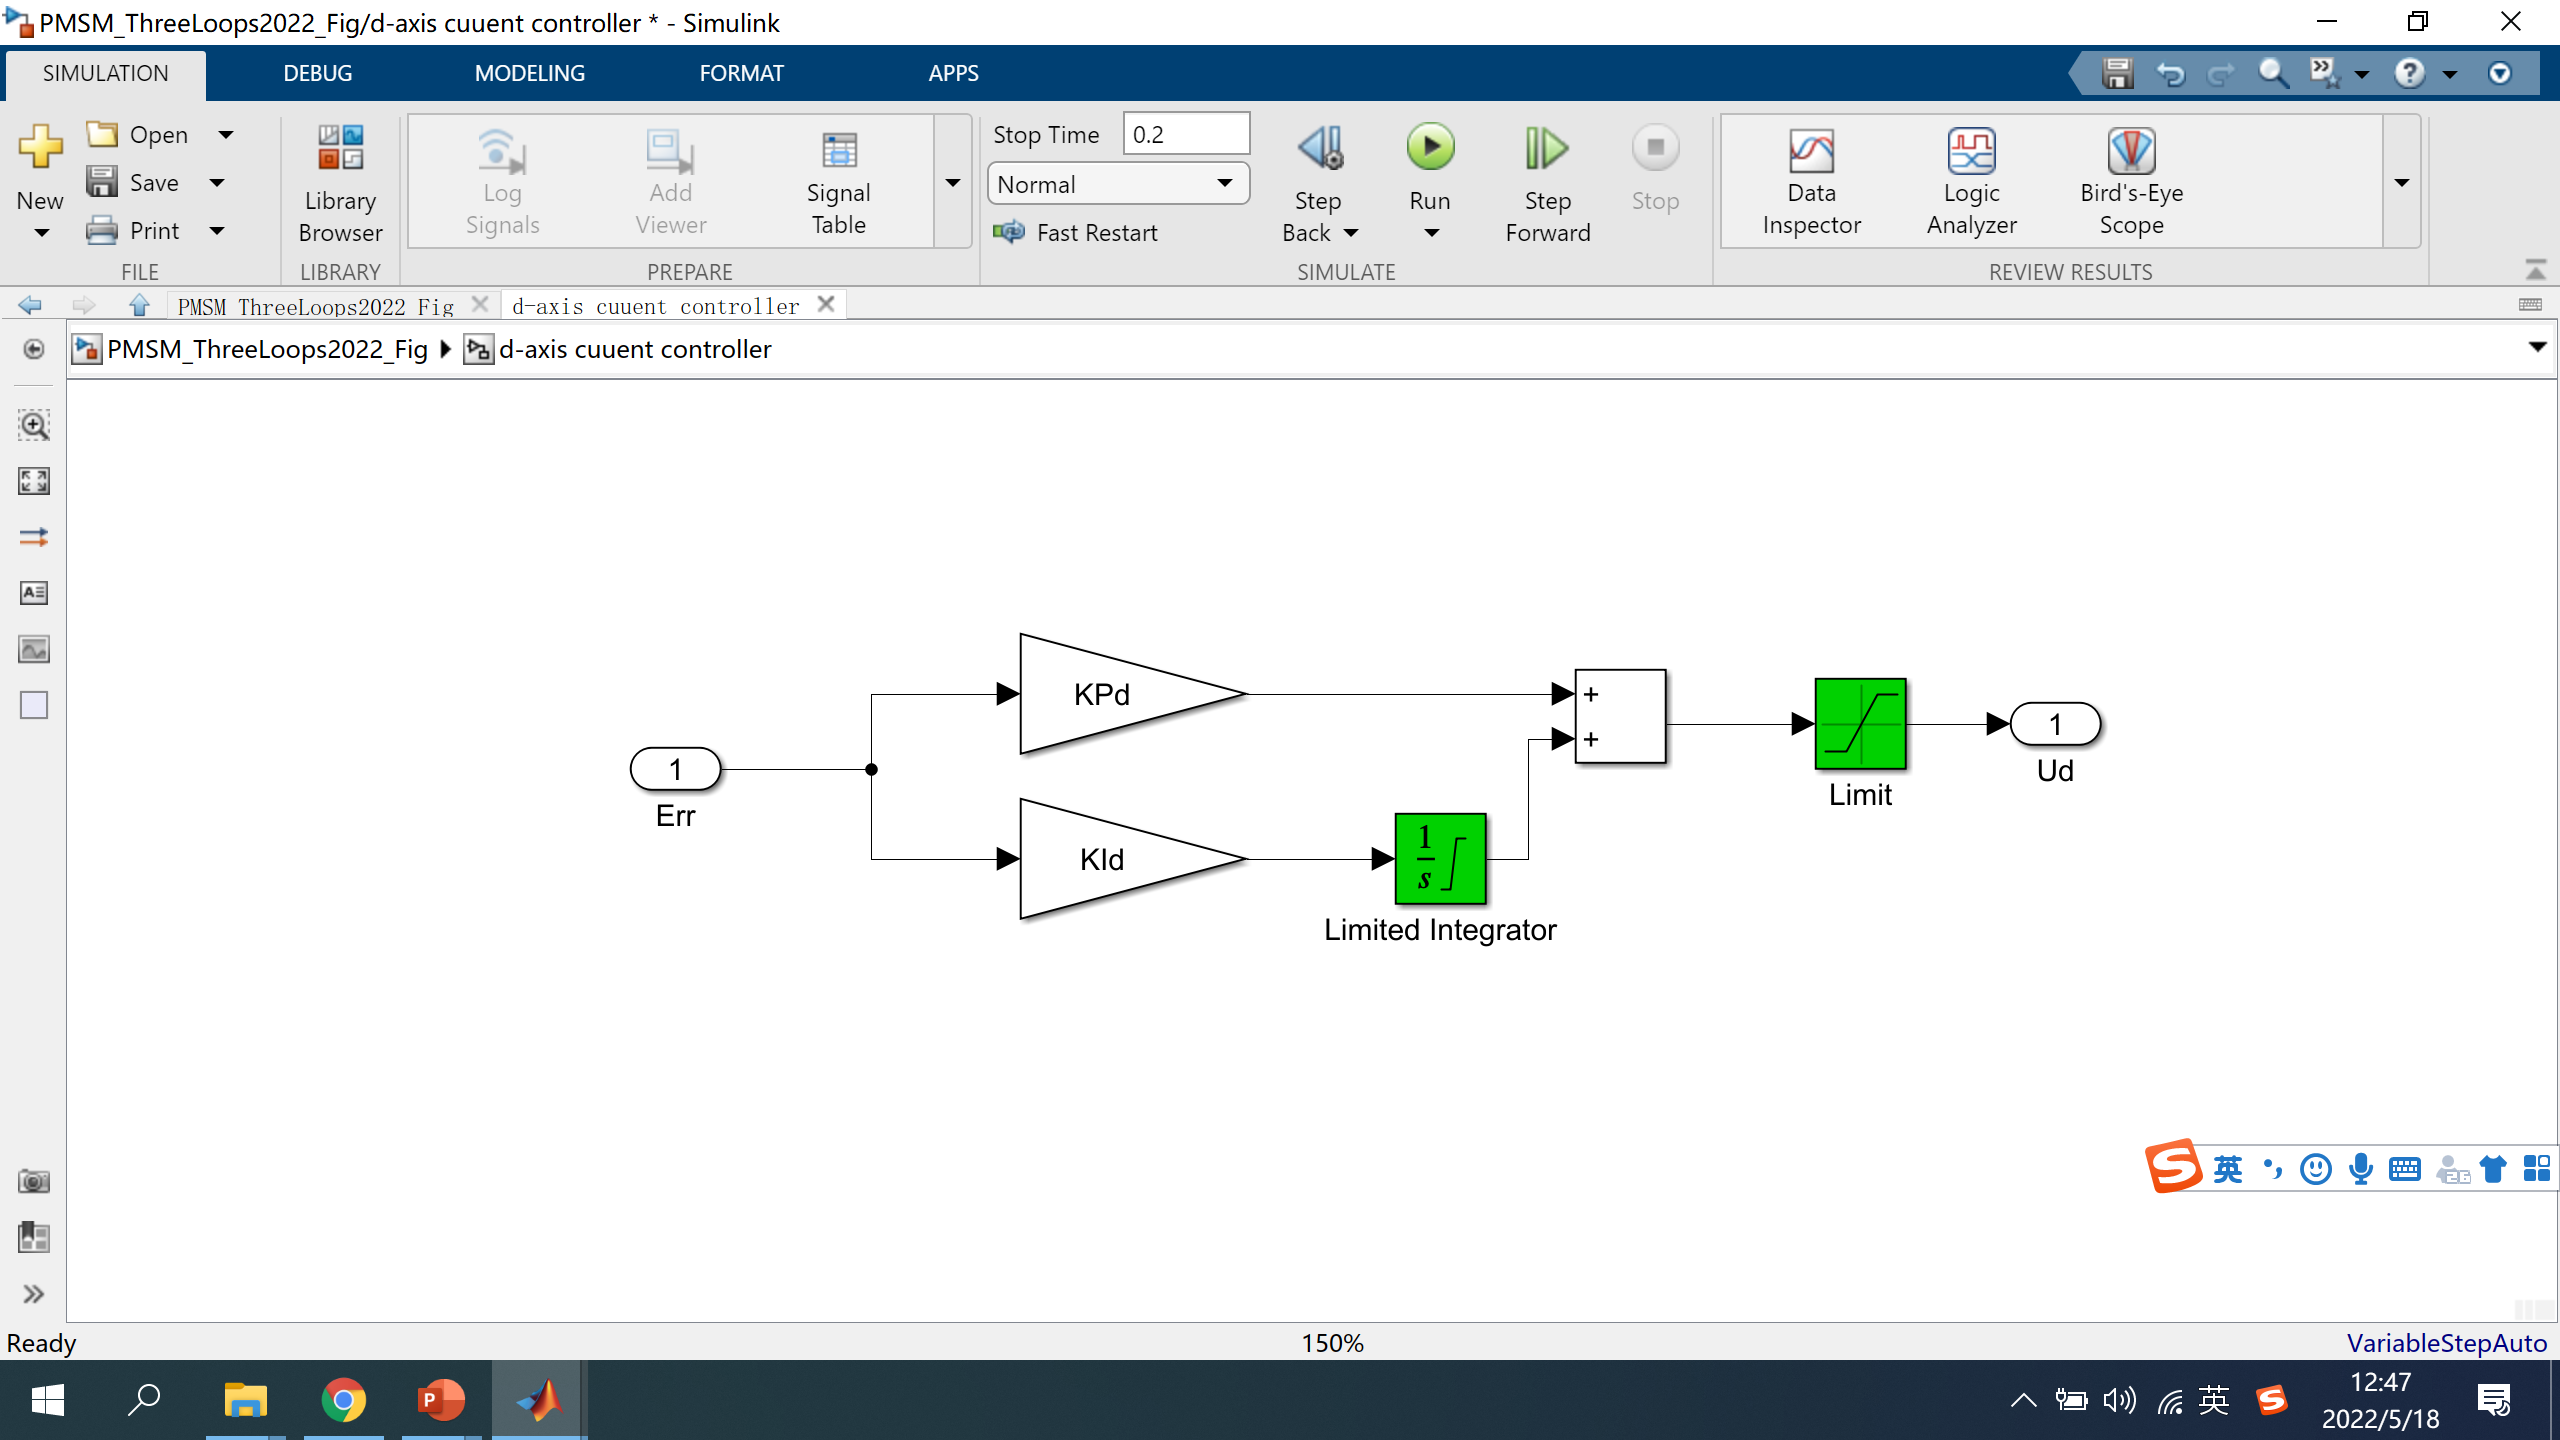 PMSM_ThreeLoops2022_Fig/d-axis cuuent controller * - Simulink
SIMULATION DEBUG MODELING FORMAT APPS
New
Open
Save
Print
FILE
Library
Browser
LIBRARY
Log
Signals
Add
Viewer
Signal
Table
PREPARE
Stop Time 0.2
Normal
Fast Restart
Step
Back
Run
Step
Forward
Stop
SIMULATE
Data
Inspector
Logic
Analyzer
Bird's-Eye
Scope
REVIEW RESULTS
PMSM_ThreeLoops2022_Fig d-axis cuuent controller
PMSM_ThreeLoops2022_Fig d-axis cuuent controller
KPd
+
+
1
Err
KId
1
s
Limited Integrator
Limit
1
Ud
S 英
Ready 150% VariableStepAuto
P
英 S
12:47
2022/5/18